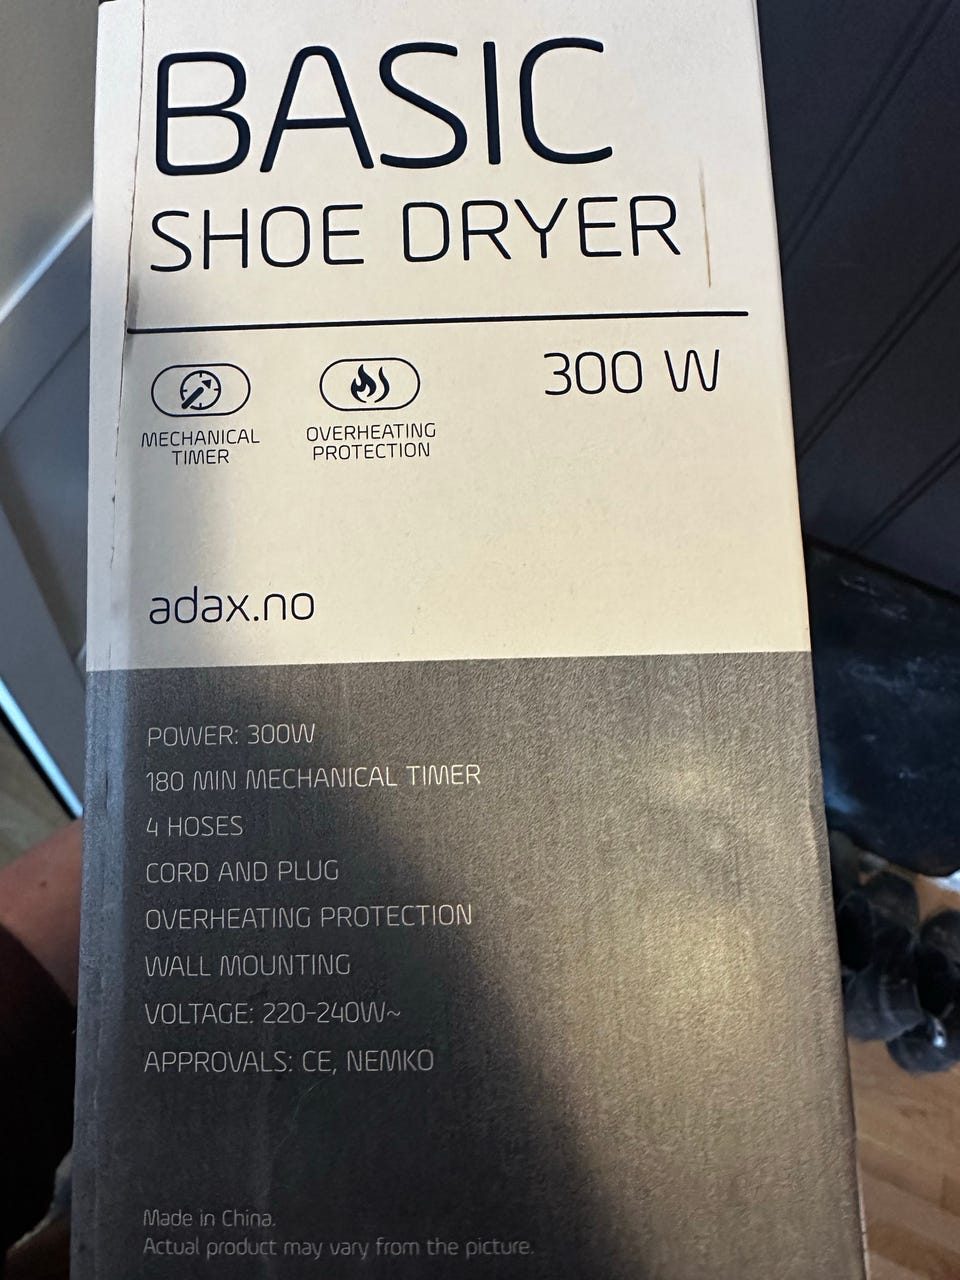 BASIC
SHOE DRYER
300 W
MECHANICAL
TIMER
OVERHEATING
PROTECTION
adax.no
POWER: 300W
180 MIN MECHANICAL TIMER
4 HOSES
CORD AND PLUG
OVERHEATING PROTECTION
WALL MOUNTING
VOLTAGE: 220-240W~
APPROVALS: CE, NEMKO
Made in China.
Actual product may vary from the picture.